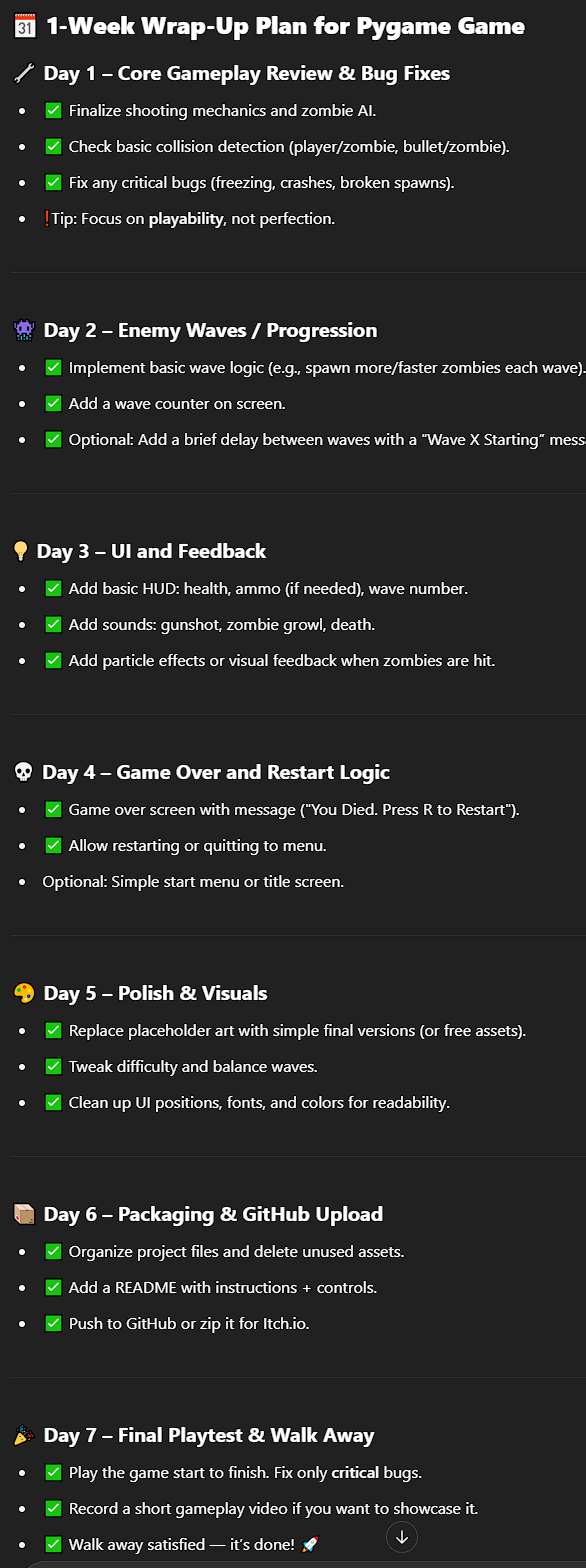 1-Week Wrap-Up Plan for Pygame Game
Day 1 – Core Gameplay Review & Bug Fixes
Finalize shooting mechanics and zombie AI.
Check basic collision detection (player/zombie, bullet/zombie).
Fix any critical bugs (freezing, crashes, broken spawns).
❗Tip: Focus on playability, not perfection.
Day 2 – Enemy Waves / Progression
Implement basic wave logic (e.g., spawn more/faster zombies each wave).
Add a wave counter on screen.
Optional: Add a brief delay between waves with a “Wave X Starting” mess
Day 3 – UI and Feedback
Add basic HUD: health, ammo (if needed), wave number.
Add sounds: gunshot, zombie growl, death.
Add particle effects or visual feedback when zombies are hit.
Day 4 – Game Over and Restart Logic
Game over screen with message ("You Died. Press R to Restart").
Allow restarting or quitting to menu.
Optional: Simple start menu or title screen.
Day 5 – Polish & Visuals
Replace placeholder art with simple final versions (or free assets).
Tweak difficulty and balance waves.
Clean up UI positions, fonts, and colors for readability.
Day 6 – Packaging & GitHub Upload
Organize project files and delete unused assets.
Add a README with instructions + controls.
Push to GitHub or zip it for Itch.io.
Day 7 – Final Playtest & Walk Away
Play the game start to finish. Fix only critical bugs.
Record a short gameplay video if you want to showcase it.
Walk away satisfied — it’s done! 🚀